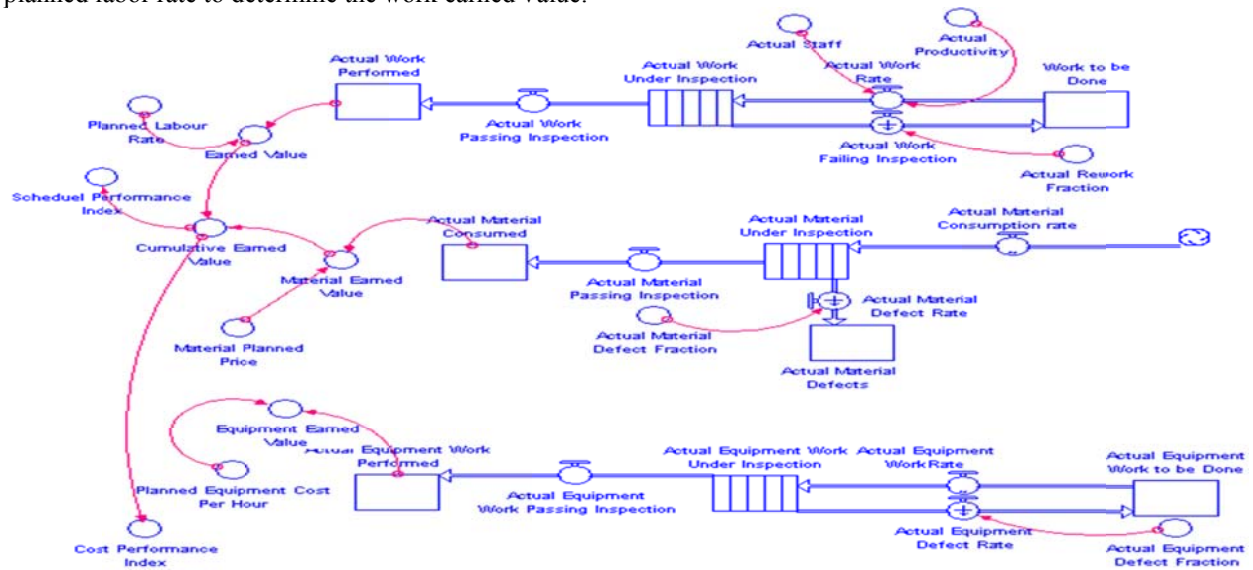 planned labor rate to determine the work earned value.
Actual Staff
Actual
Productivity
Actual Work
Performed
Actual Work
Under Inspection
Actual Work
Rate
Work to be
Done
Planned Labour
Rate
Earned Value
Actual Work
Passing Inspection
Actual Work
Failing Inspection
Actual Rework
Fraction
Scheduel Performance
Index
Cumulative Earned
Value
Actual Material
Consumed
Actual Material
Under Inspection
Actual Material
Consumption rate
Material Earned
Value
Actual Material
Passing Inspection
Actual Material
Defect Rate
Material Planned
Price
Actual Material
Defect Fraction
Actual Material
Defects
Equipment Earned
Value
Actual Equipment Work
Performed
Actual Equipment Work
Under Inspection
Actual Equipment
Work Rate
Actual Equipment
Work to be Done
Planned Equipment Cost
Per Hour
Actual Equipment
Work Passing Inspection
Actual Equipment
Defect Rate
Actual Equipment
Defect Fraction
Cost Performance
Index